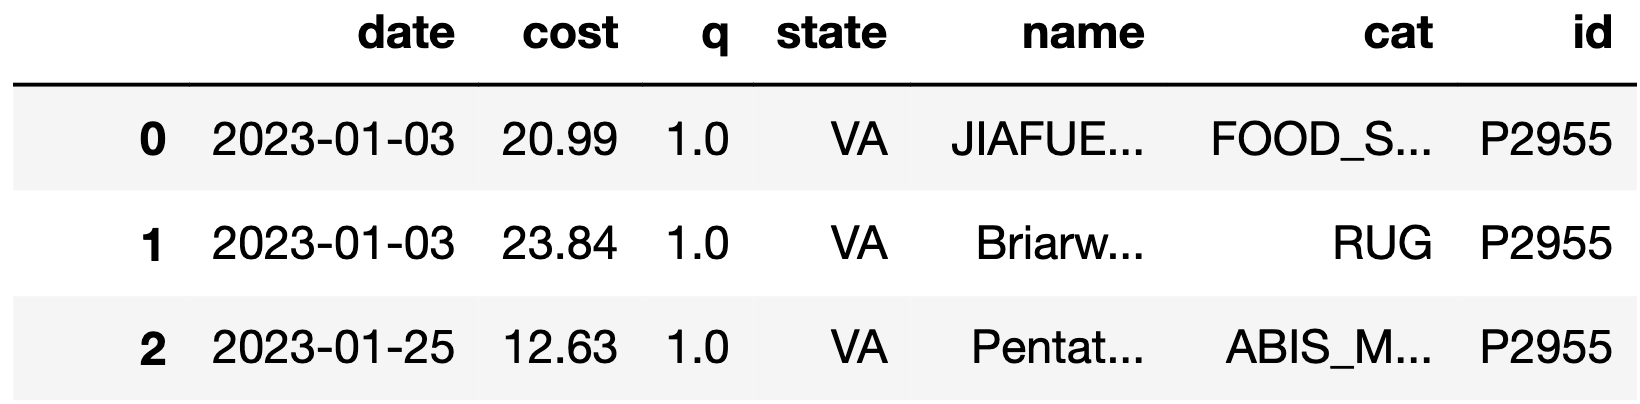 date cost q state name cat id
0 2023-01-03 20.99 1.0 VA JIAFUE... FOOD_S... P2955
1 2023-01-03 23.84 1.0 VA Briarw... RUG P2955
2 2023-01-25 12.63 1.0 VA Pentat... ABIS_M... P2955